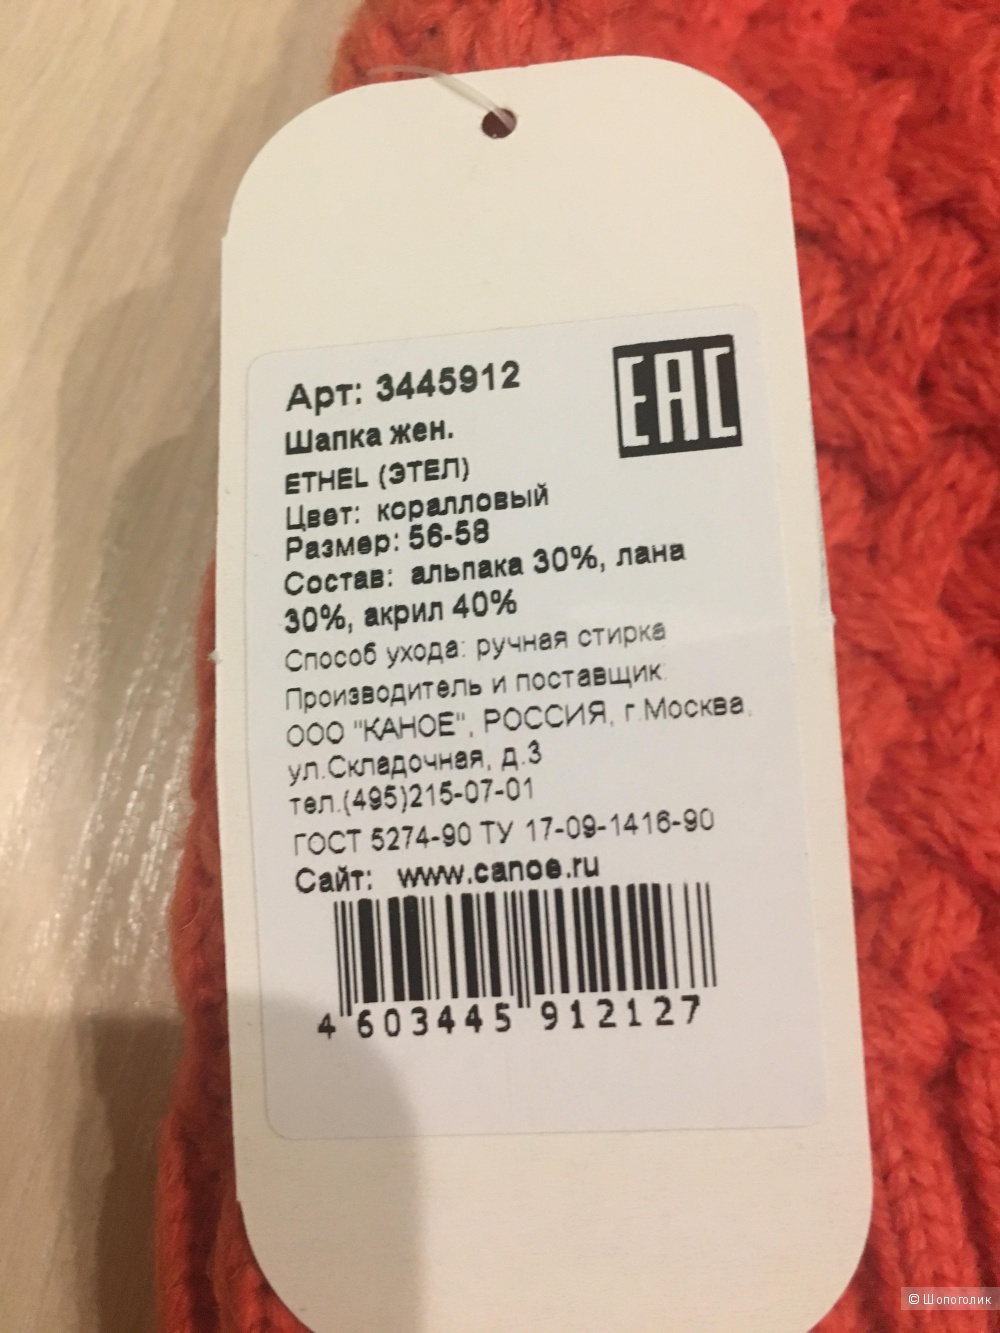 Арт: 3445912
EAC
Шапка жен.
ETHEL (ЭТЕЛ)
Цвет: коралловый
Размер: 56-58
Состав: альпака 30%, лана
30%, акрил 40%
Способ ухода: ручная стирка
Производитель и поставщик:
ООО "КАНОЕ", РОССИЯ, г.Москва,
ул.Складочная, д.3
тел.(495)215-07-01
ГОСТ 5274-90 ТУ 17-09-1416-90
Сайт: www.canoe.ru
4 603445 912127
© Шопоголик